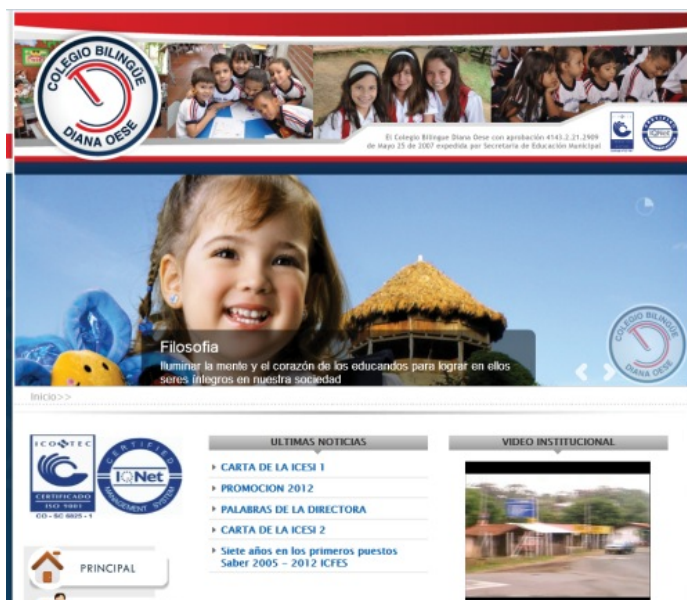 COLEGIO BILINGÜE
DIANA OESE
El Colegio Bilingue Diana Oese con aprobación 4143.2.21.2909
de Mayo 25 de 2007 expedida por Secretaria de Educación Municipal
IQNet
Filosofia
Iluminar la mente y el corazón de los educandos para lograr en ellos
seres íntegros en nuestra sociedad
COLEGIO BILINGÜE
DIANA OESE
Inicio>>
ICONTEC
CERTIFICADO
ISO 9001
CO - SC 6825 - 1
CERTIFIED
IQNet
MANAGEMENT SYSTEM
PRINCIPAL
ULTIMAS NOTICIAS
CARTA DE LA ICESI 1
PROMOCION 2012
PALABRAS DE LA DIRECTORA
CARTA DE LA ICESI 2
Siete años en los primeros puestos
Saber 2005 - 2012 ICFES
VIDEO INSTITUCIONAL